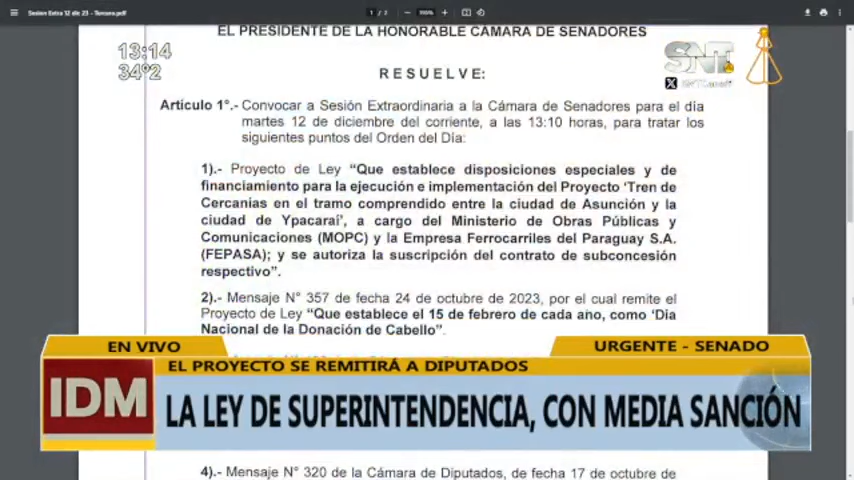 Sesion Extra 12 dic 23 - Tercera.pdf
1 / 2
100%
EL PRESIDENTE DE LA HONORABLE CÁMARA DE SENADORES
13:14
34º2
SNT
R E S U E L V E:
Artículo 1°.- Convocar a Sesión Extraordinaria a la Cámara de Senadores para el día
martes 12 de diciembre del corriente, a las 13:10 horas, para tratar los
siguientes puntos del Orden del Día:
1).- Proyecto de Ley “Que establece disposiciones especiales y de
financiamiento para la ejecución e implementación del Proyecto ‘Tren de
Cercanías en el tramo comprendido entre la ciudad de Asunción y la
ciudad de Ypacaraí’, a cargo del Ministerio de Obras Públicas y
Comunicaciones (MOPC) y la Empresa Ferrocarriles del Paraguay S.A.
(FEPASA); y se autoriza la suscripción del contrato de subconcesión
respectivo”.
2).- Mensaje N° 357 de fecha 24 de octubre de 2023, por el cual remite el
Proyecto de Ley “Que establece el 15 de febrero de cada año, como ‘Día
Nacional de la Donación de Cabello”.
EN VIVO
URGENTE - SENADO
EL PROYECTO SE REMITIRÁ A DIPUTADOS
IDM
LA LEY DE SUPERINTENDENCIA, CON MEDIA SANCIÓN
4).- Mensaje N° 320 de la Cámara de Diputados, de fecha 17 de octubre de